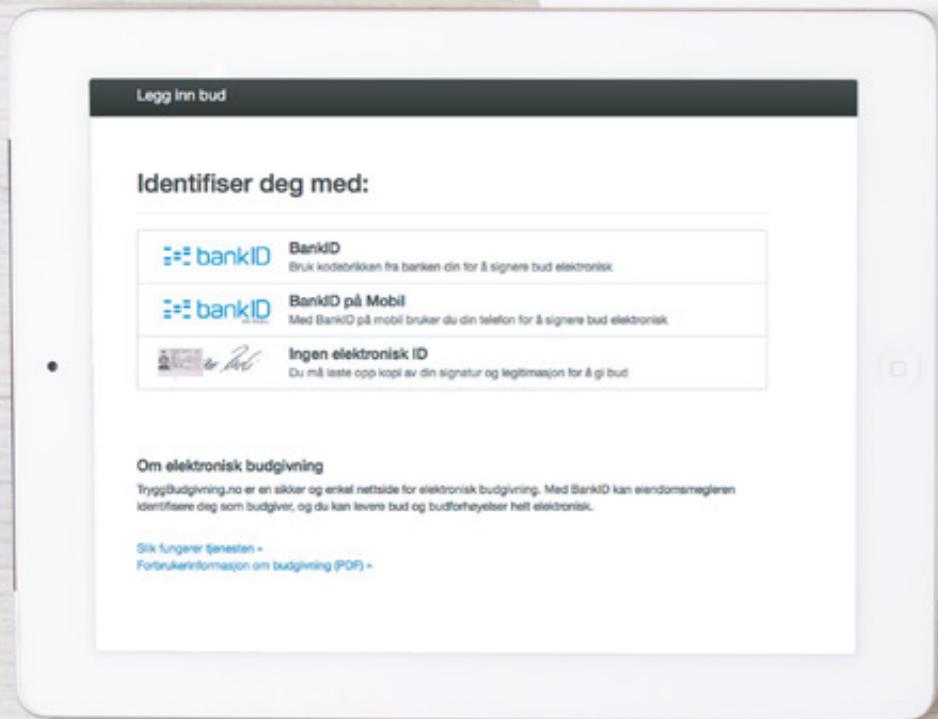 Legg inn bud
Identifiser deg med:
bankID
BankID
Bruk kodebrikken fra banken din for å signere bud elektronisk
bankID
BankID på Mobil
Med BankID på mobil bruker du din telefon for å signere bud elektronisk
Ingen elektronisk ID
Du må laste opp kopi av din signatur og legitimasjon for å gi bud
Om elektronisk budgivning
TryggBudgivning.no er en sikker og enkel nettside for elektronisk budgivning. Med BankID kan eiendomsmegleren
identifisere deg som budgiver, og du kan levere bud og budforhøyelser helt elektronisk.
Slik fungerer tjenesten »
Forbrukerinformasjon om budgivning (PDF) »